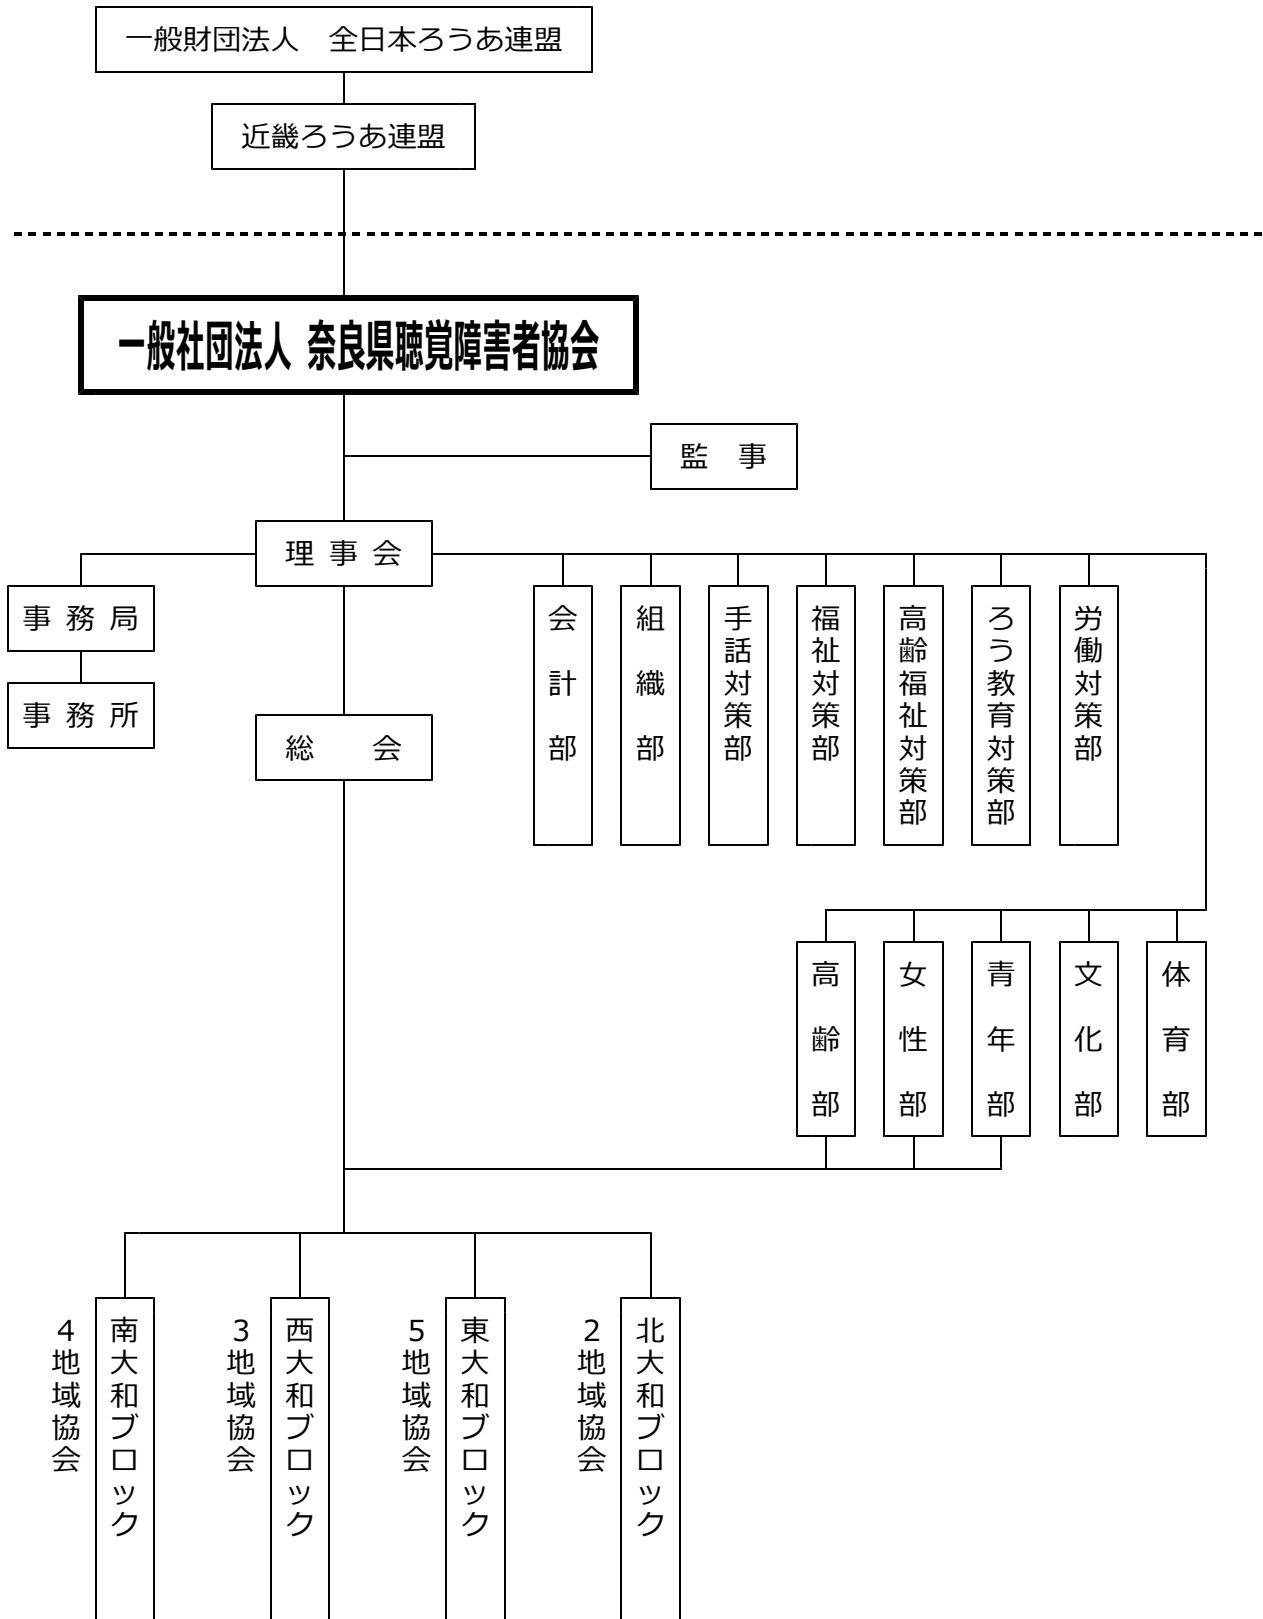 一般財団法人　全日本ろうあ連盟
近畿ろうあ連盟
一般社団法人 奈良県聴覚障害者協会
監　事
理 事 会
事 務 局
事 務 所
総　　会
会計部
組織部
手話対策部
福祉対策部
高齢福祉対策部
ろう教育対策部
労働対策部
高齢部
女性部
青年部
文化部
体育部
4地域協会
南大和ブロック
3地域協会
西大和ブロック
5地域協会
東大和ブロック
2地域協会
北大和ブロック